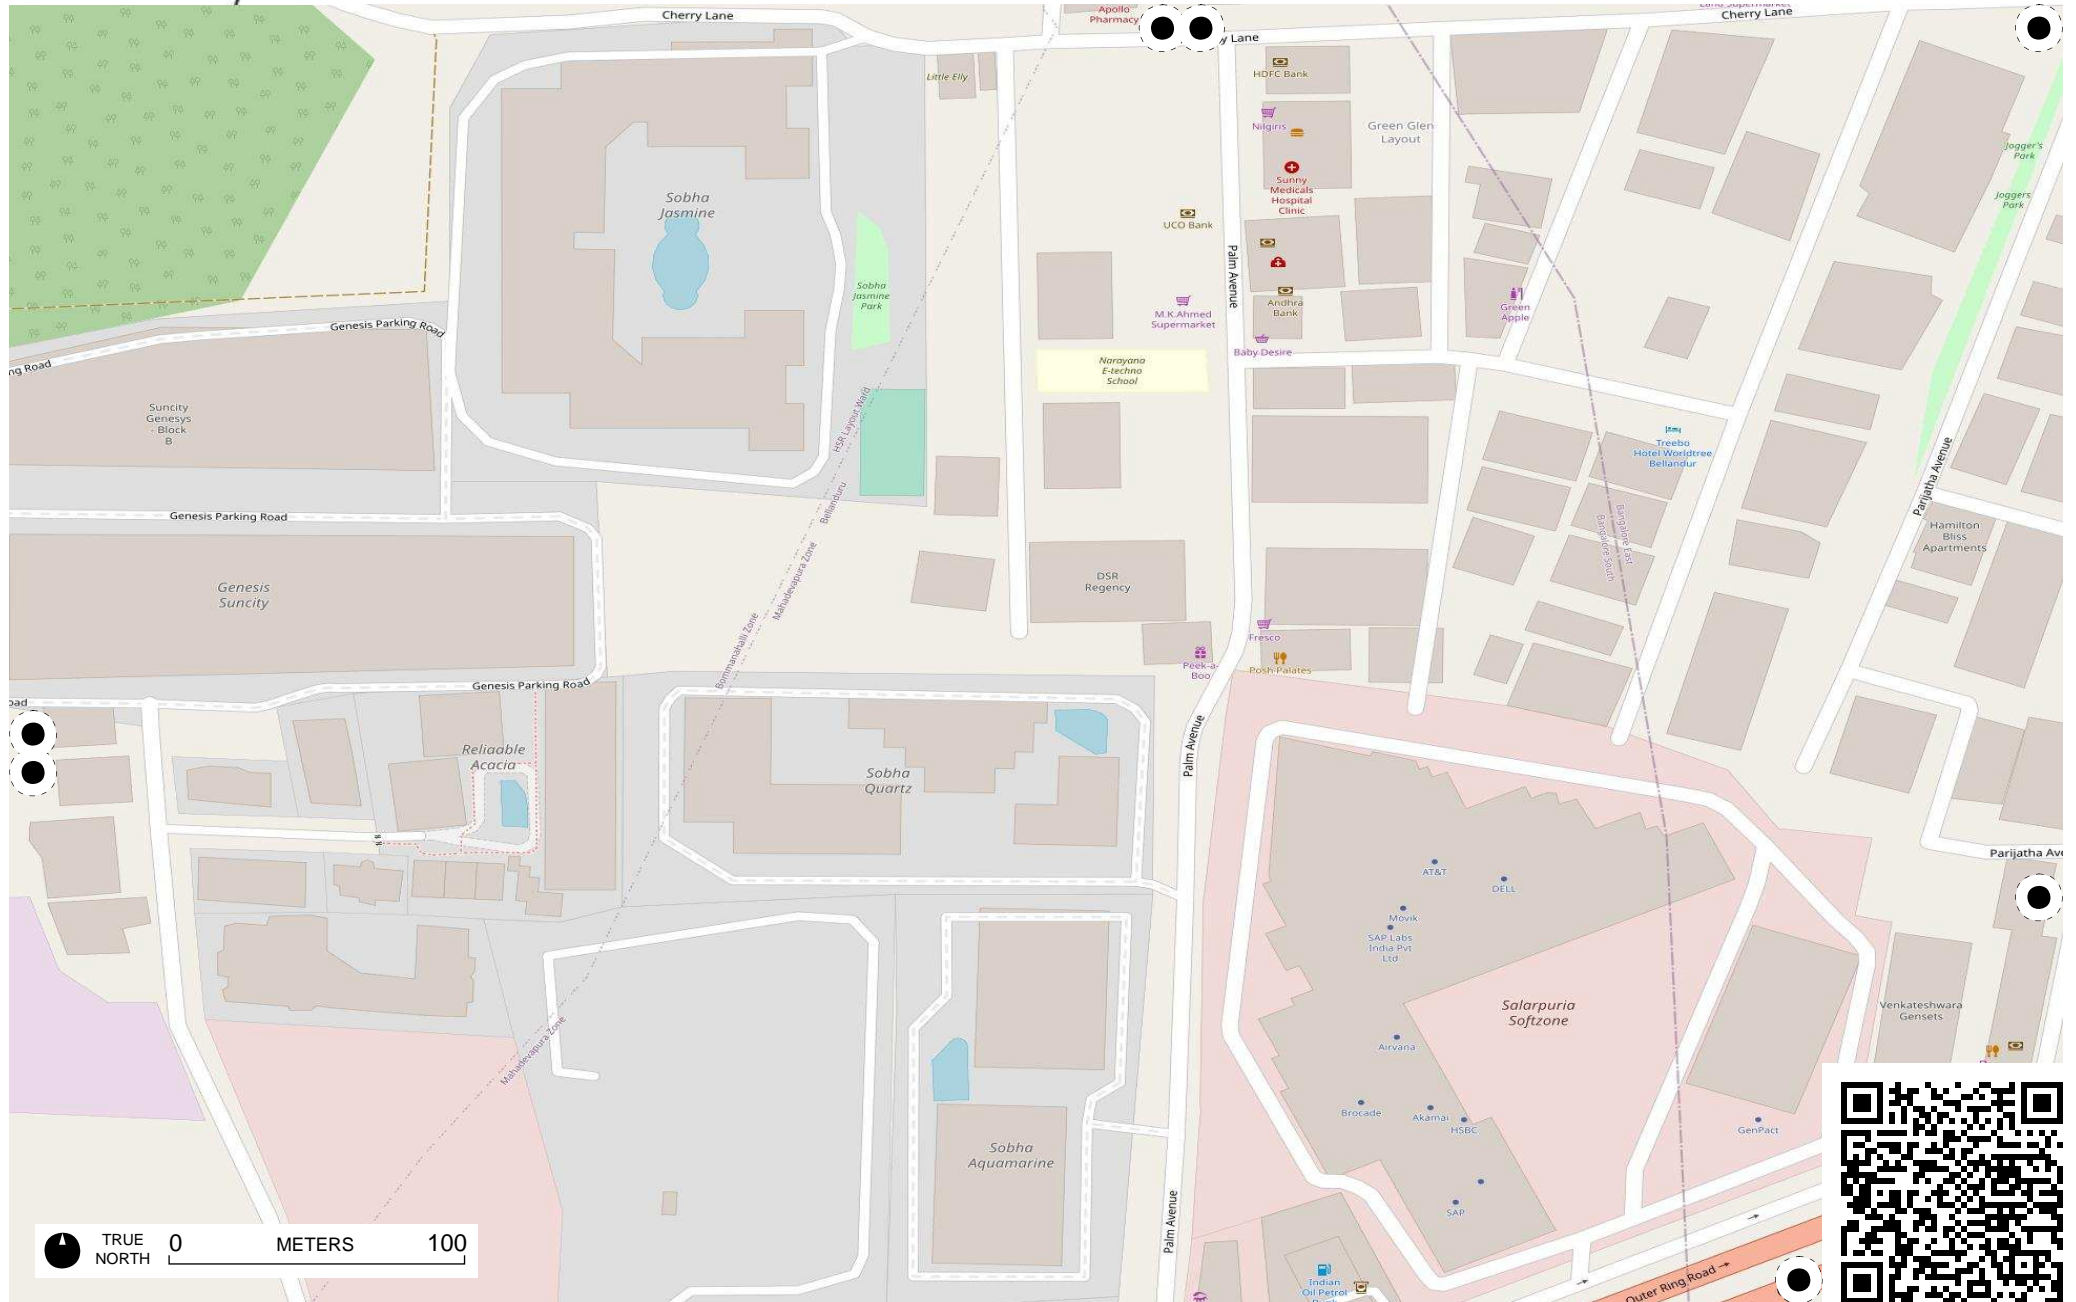 Cherry Lane
Apollo
Pharmacy
y Lane
Cherry Lane
Little Elly
HDFC Bank
Nilgiris
Green Glen
Layout
Sunny
Medicals
Hospital
Clinic
Jogger's
Park
Joggers
Park
Sobha
Jasmine
UCO Bank
Palm Avenue
Sobha
Jasmine
Park
Andhra
Bank
Green
Apple
M.K.Ahmed
Supermarket
Baby Desire
Genesis Parking Road
ng Road
Narayana
E-techno
School
Suncity
Genesys
- Block
B
HSR Layout Ward
Bellanduru
Treebo
Hotel Worldtree
Bellandur
Parijatha Avenue
Genesis Parking Road
Bangalore East
Bangalore South
Hamilton
Bliss
Apartments
Genesis
Suncity
DSR
Regency
Mahadevapura Zone
Bommanahalli Zone
Fresco
Peek-a-
Boo
Posh Palates
Genesis Parking Road
oad
Reliaable
Acacia
Sobha
Quartz
Palm Avenue
Parijatha Ave
AT&T
DELL
Movik
SAP Labs
India Pvt
Ltd
Salarpuria
Softzone
Venkateshwara
Gensets
Mahadevapura Zone
Airvana
Brocade
Akamai
HSBC
GenPact
Sobha
Aquamarine
Palm Avenue
SAP
TRUE
NORTH
0 METERS 100
Indian
Oil Petrol
Outer Ring Road →